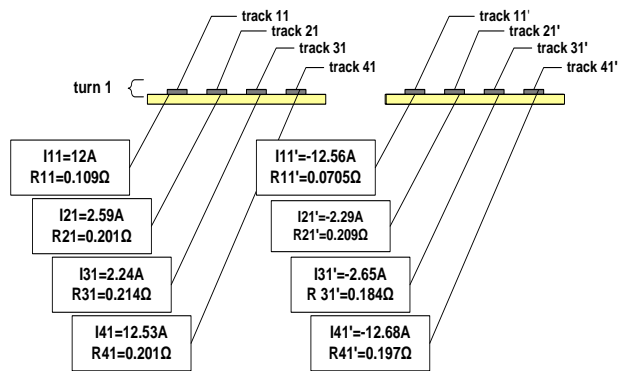 track 11
track 21
track 31
track 41
turn 1
track 11'
track 21'
track 31'
track 41'
I11=12A
R11=0.109Ω
I21=2.59A
R21=0.201Ω
I31=2.24A
R31=0.214Ω
I41=12.53A
R41=0.201Ω
I11'=-12.56A
R11'=0.0705Ω
I21'=-2.29A
R21'=0.209Ω
I31'=-2.65A
R 31'=0.184Ω
I41'=-12.68A
R41'=0.197Ω